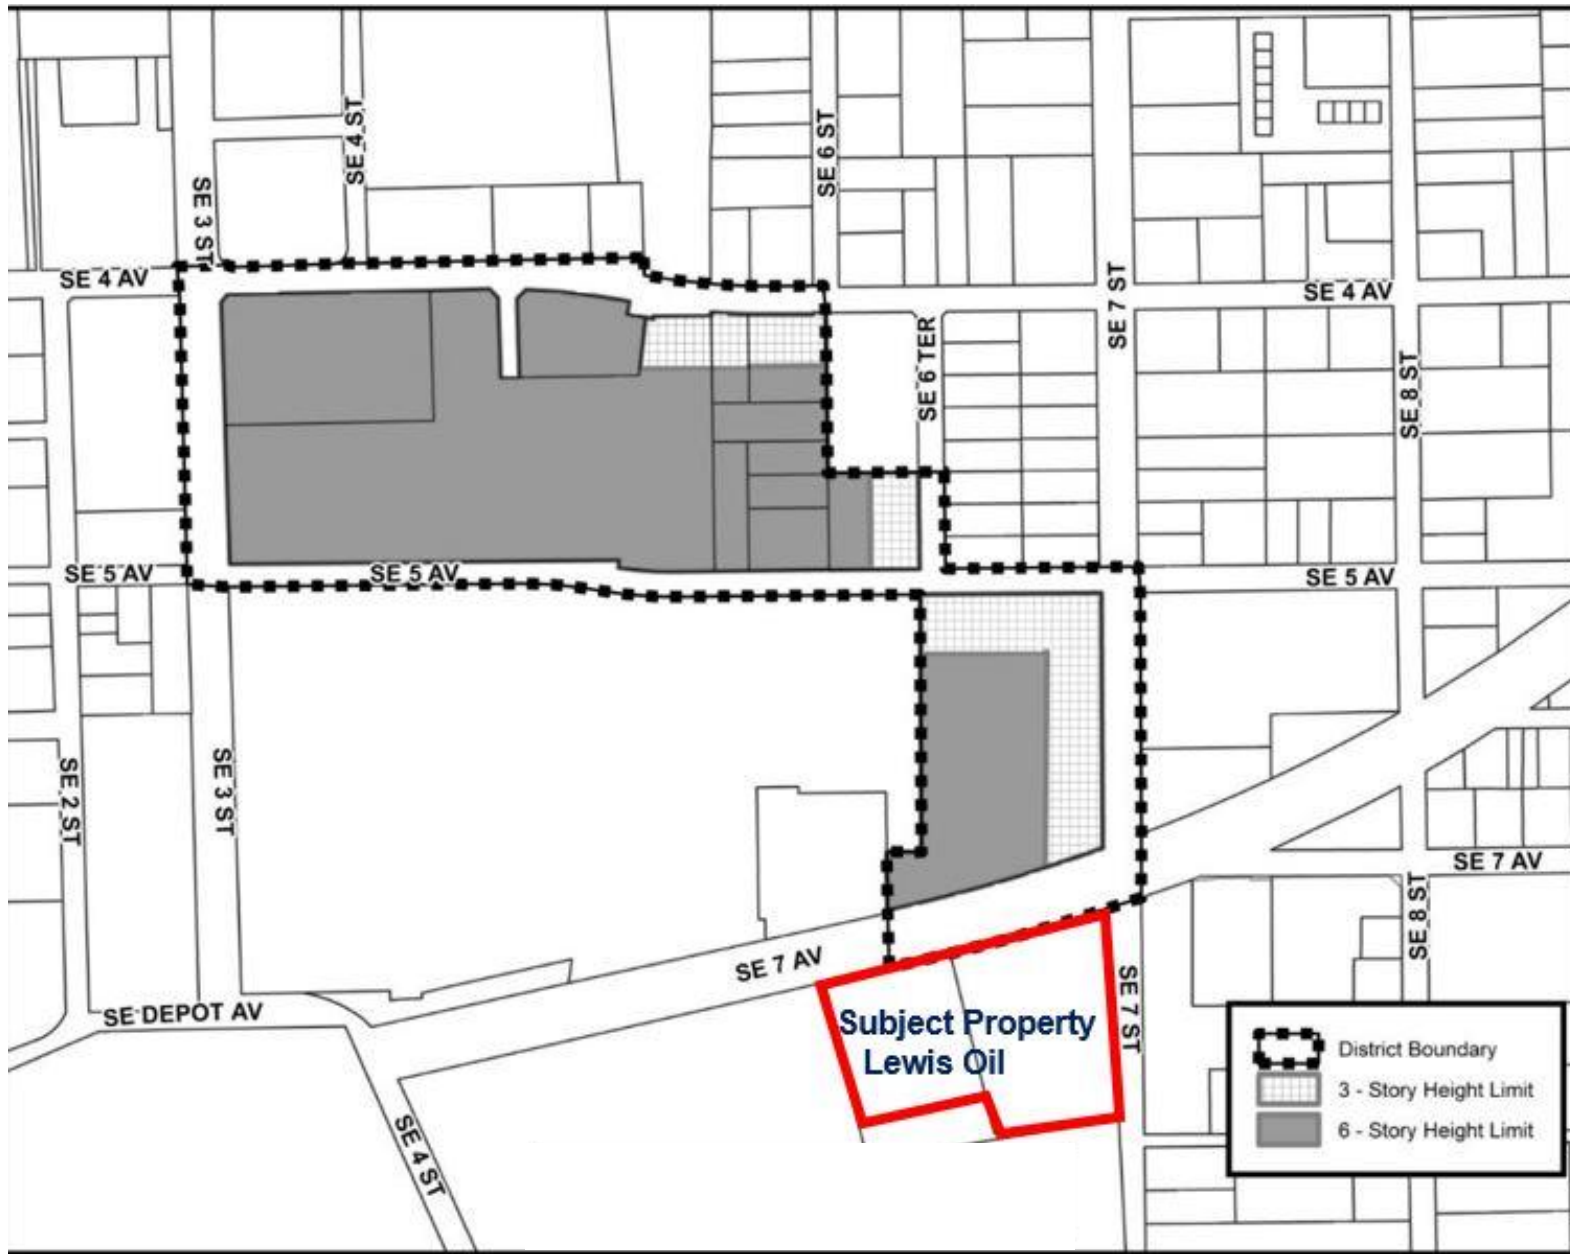 SE 4 ST
SE 6 ST
SE 3 ST
SE 4 AV
SE 4 AV
SE 7 ST
SE 6 TER
SE 8 ST
SE 5 AV
SE 5 AV
SE 5 AV
SE 2 ST
SE 3 ST
SE 7 AV
SE 8 ST
SE 7 AV
SE DEPOT AV
SE 7 ST
SE 4 ST
Subject Property
Lewis Oil
District Boundary
3 - Story Height Limit
6 - Story Height Limit